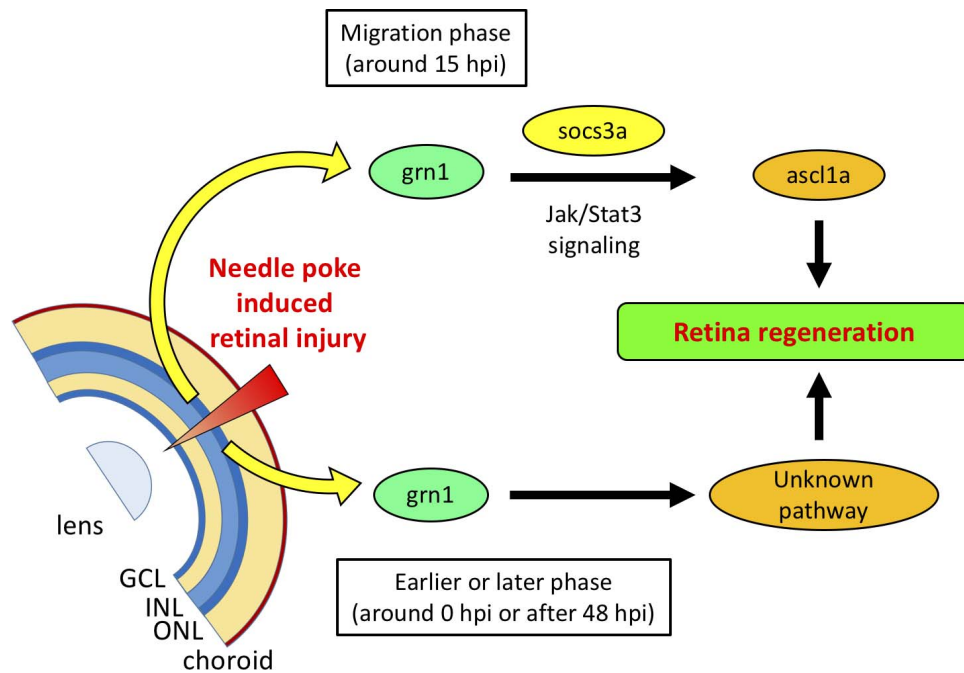 Migration phase
(around 15 hpi)
socs3a
grn1
ascl1a
Jak/Stat3
signaling
Needle poke
induced
retinal injury
Retina regeneration
grn1
Unknown
pathway
lens
GCL
INL
ONL
choroid
Earlier or later phase
(around 0 hpi or after 48 hpi)